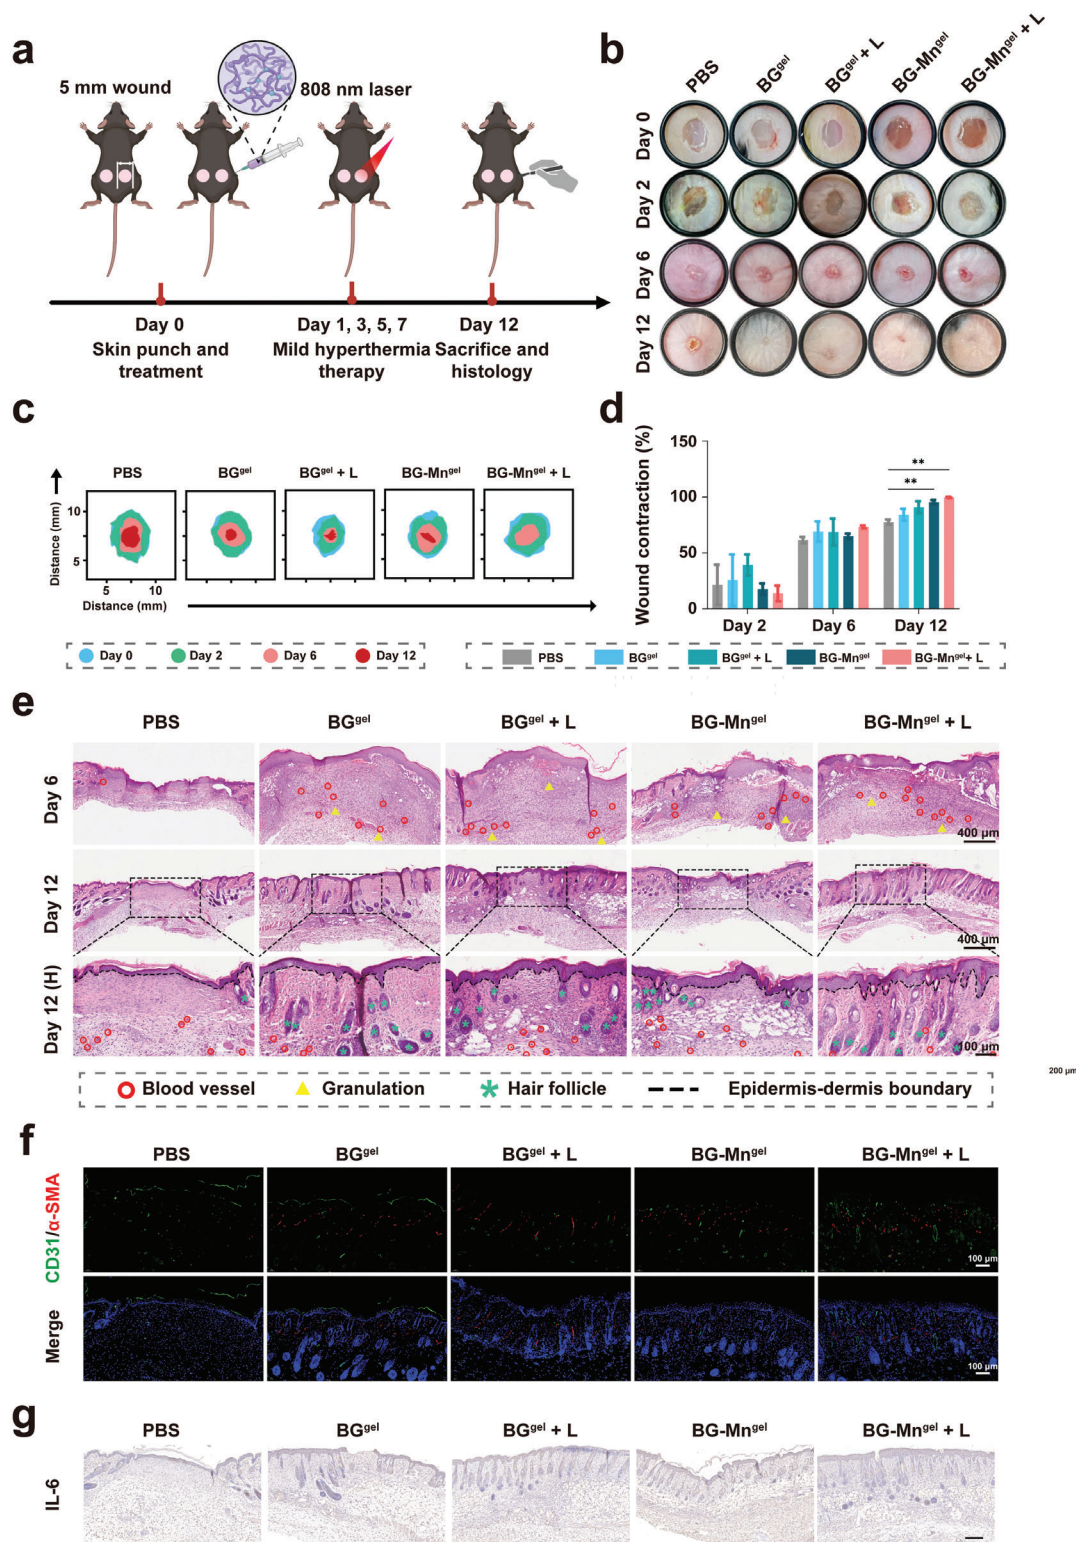 a
5 mm wound
808 nm laser
Day 0
Skin punch and
treatment
Day 1, 3, 5, 7
Mild hyperthermia
therapy
Day 12
Sacrifice and
histology
b
PBS
BGgel
BGgel + L
BG-Mngel
BG-Mngel + L
Day 0
Day 2
Day 6
Day 12
c
PBS
BGgel
BGgel + L
BG-Mngel
BG-Mngel + L
Distance (mm)
10
5
5
10
Distance (mm)
Day 0
Day 2
Day 6
Day 12
d
Wound contraction (%)
150
100
50
0
**
**
Day 2
Day 6
Day 12
PBS
BGgel
BGgel + L
BG-Mngel
BG-Mngel+ L
e
PBS
BGgel
BGgel + L
BG-Mngel
BG-Mngel + L
Day 6
400 μm
Day 12
400 μm
Day 12 (H)
100 μm
200 μm
Blood vessel
Granulation
Hair follicle
Epidermis-dermis boundary
f
PBS
BGgel
BGgel + L
BG-Mngel
BG-Mngel + L
CD31/α-SMA
100 μm
Merge
100 μm
g
PBS
BGgel
BGgel + L
BG-Mngel
BG-Mngel + L
IL-6